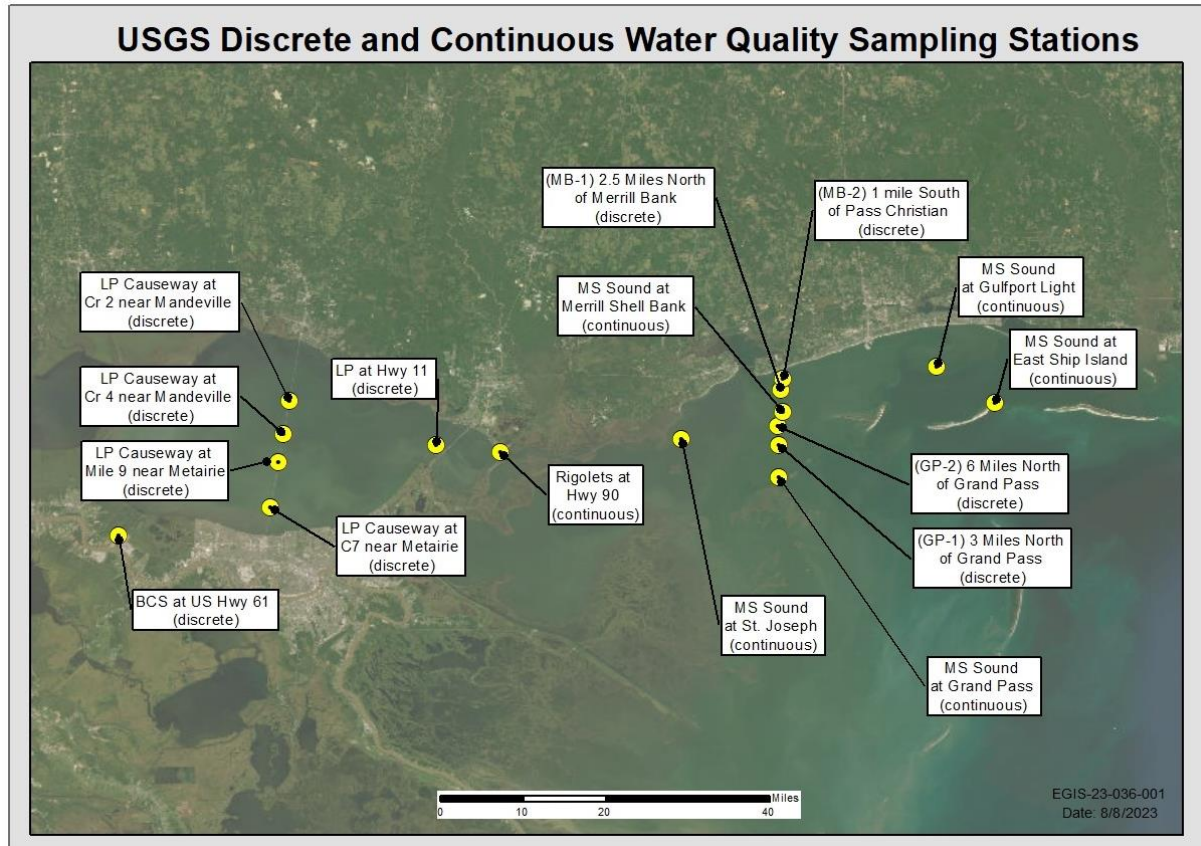 USGS Discrete and Continuous Water Quality Sampling Stations
(MB-1) 2.5 Miles North
of Merrill Bank
(discrete)
(MB-2) 1 mile South
of Pass Christian
(discrete)
LP Causeway at
Cr 2 near Mandeville
(discrete)
MS Sound at
Merrill Shell Bank
(continuous)
MS Sound
at Gulfport Light
(continuous)
MS Sound at
East Ship Island
(continuous)
LP at Hwy 11
(discrete)
LP Causeway at
Cr 4 near Mandeville
(discrete)
LP Causeway at
Mile 9 near Metairie
(discrete)
Rigolets at
Hwy 90
(continuous)
(GP-2) 6 Miles North
of Grand Pass
(discrete)
LP Causeway at
C7 near Metairie
(discrete)
(GP-1) 3 Miles North
of Grand Pass
(discrete)
BCS at US Hwy 61
(discrete)
MS Sound
at St. Joseph
(continuous)
MS Sound
at Grand Pass
(continuous)
Miles
0 10 20 40
EGIS-23-036-001
Date: 8/8/2023